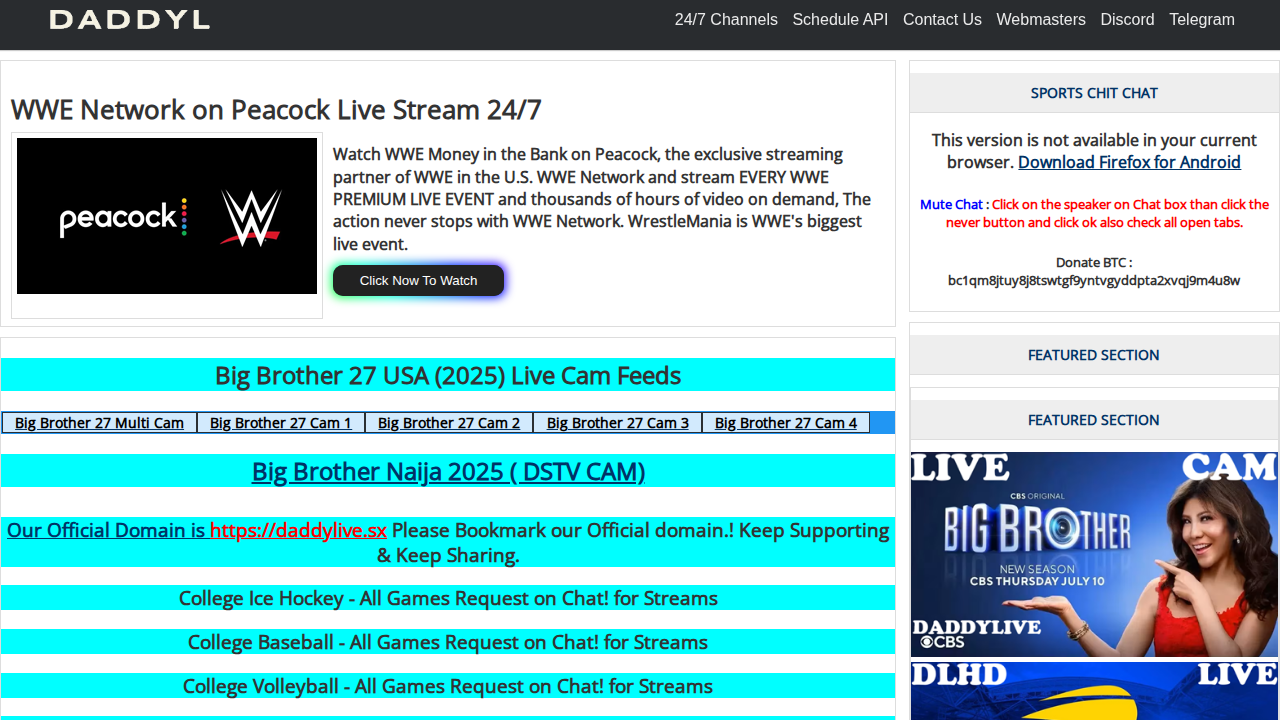 DADDYL
24/7 Channels Schedule API Contact Us Webmasters Discord Telegram
WWE Network on Peacock Live Stream 24/7
peacock W
Watch WWE Money in the Bank on Peacock, the exclusive streaming
partner of WWE in the U.S. WWE Network and stream EVERY WWE
PREMIUM LIVE EVENT and thousands of hours of video on demand, The
action never stops with WWE Network. WrestleMania is WWE's biggest
live event.
Click Now To Watch
Big Brother 27 USA (2025) Live Cam Feeds
Big Brother 27 Multi Cam Big Brother 27 Cam 1 Big Brother 27 Cam 2 Big Brother 27 Cam 3 Big Brother 27 Cam 4
Big Brother Naija 2025 ( DSTV CAM)
Our Official Domain is https://daddylive.sx Please Bookmark our Official domain.! Keep Supporting
& Keep Sharing.
College Ice Hockey - All Games Request on Chat! for Streams
College Baseball - All Games Request on Chat! for Streams
College Volleyball - All Games Request on Chat! for Streams
SPORTS CHIT CHAT
This version is not available in your current
browser. Download Firefox for Android
Mute Chat : Click on the speaker on Chat box than click the
never button and click ok also check all open tabs.
Donate BTC :
bc1qm8jtuy8j8tswtgf9yntvgyddpta2xvqj9m4u8w
FEATURED SECTION
FEATURED SECTION
LIVE CAM
CBS ORIGINAL
BIG BROTHER
NEW SEASON
CBS THURSDAY JULY 10
DADDYLIVE
CBS
DLHD LIVE